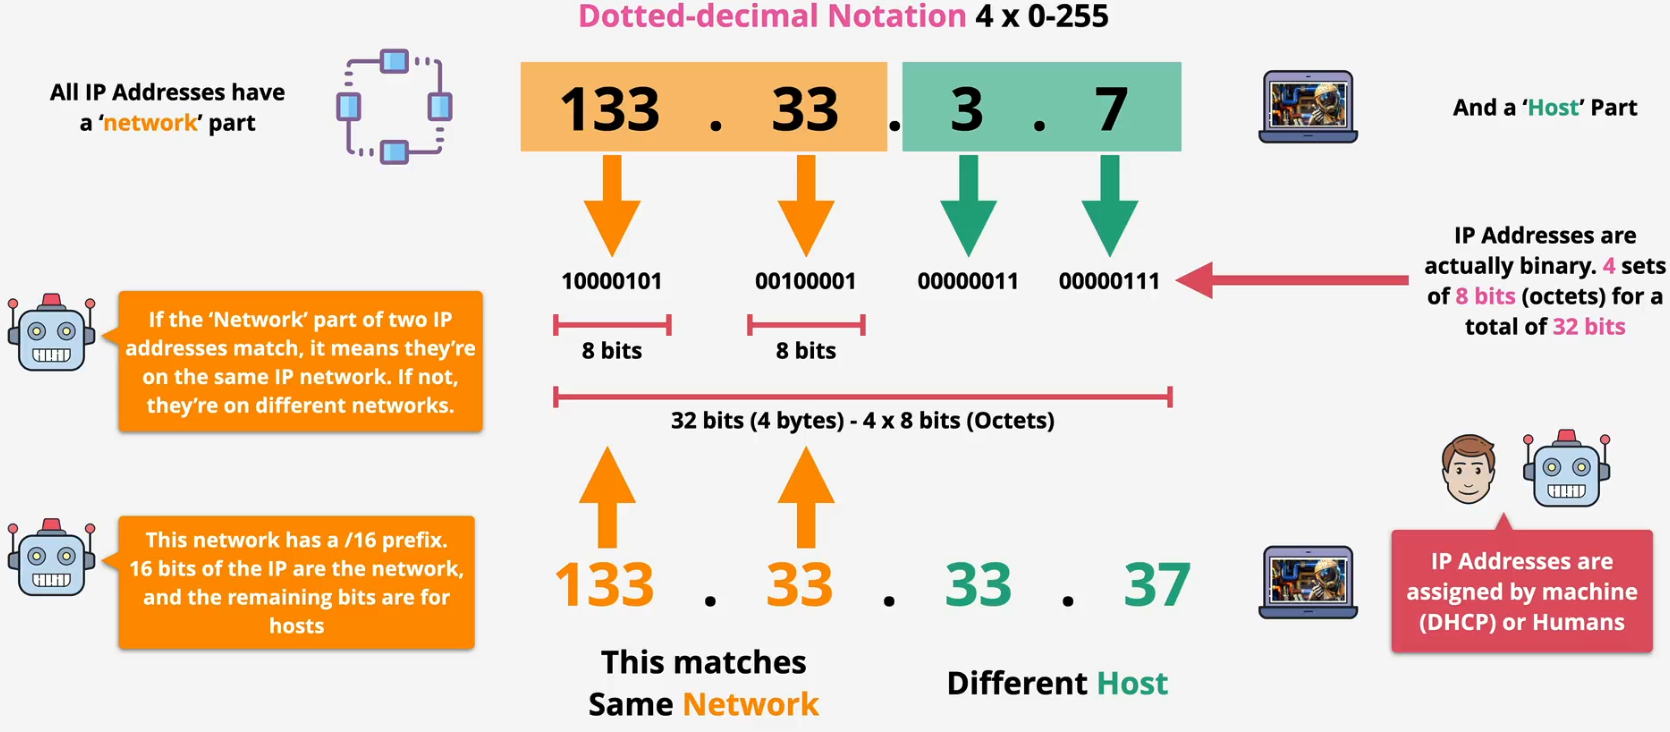 Dotted-decimal Notation 4 x 0-255
All IP Addresses have
a ‘network’ part
133 . 33 . 3 . 7
And a ‘Host’ Part
10000101 00100001 00000011 00000111
IP Addresses are
actually binary. 4 sets
of 8 bits (octets) for a
total of 32 bits
If the ‘Network’ part of two IP
addresses match, it means they’re
on the same IP network. If not,
they’re on different networks.
8 bits 8 bits
32 bits (4 bytes) - 4 x 8 bits (Octets)
This network has a /16 prefix.
16 bits of the IP are the network,
and the remaining bits are for
hosts
133 . 33 . 33 . 37
IP Addresses are
assigned by machine
(DHCP) or Humans
This matches
Same Network
Different Host